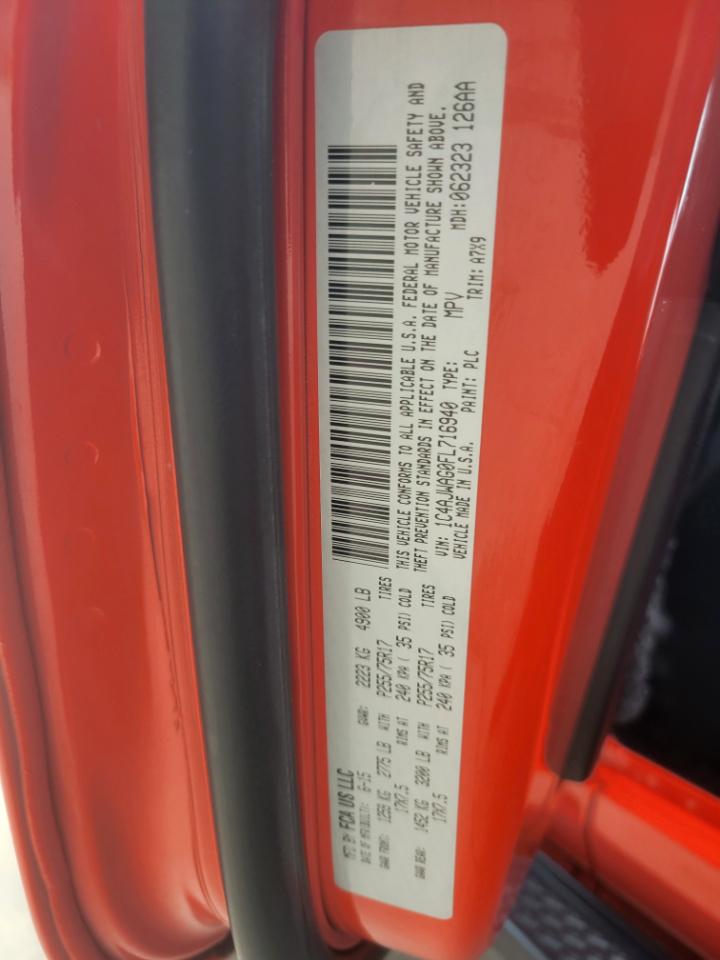 MFD BY FCA US LLC
DATE OF MFR(BUILT): 6-15 GVWR: 2223 KG 4900 LB
GAWR FRONT: 1259 KG 2775 LB WITH P255/75R17 TIRES
17X7.5 RIMS AT 240 KPA ( 35 PSI) COLD
GAWR REAR: 1452 KG 3200 LB WITH P255/75R17 TIRES
17X7.5 RIMS AT 240 KPA ( 35 PSI) COLD
THIS VEHICLE CONFORMS TO ALL APPLICABLE U.S.A. FEDERAL MOTOR VEHICLE SAFETY AND
THEFT PREVENTION STANDARDS IN EFFECT ON THE DATE OF MANUFACTURE SHOWN ABOVE.
VIN: 1C4AJWAG0FL716940 TYPE: MPV MDH:062323 126AA
VEHICLE MADE IN U.S.A. PAINT: PLC TRIM: A7X9